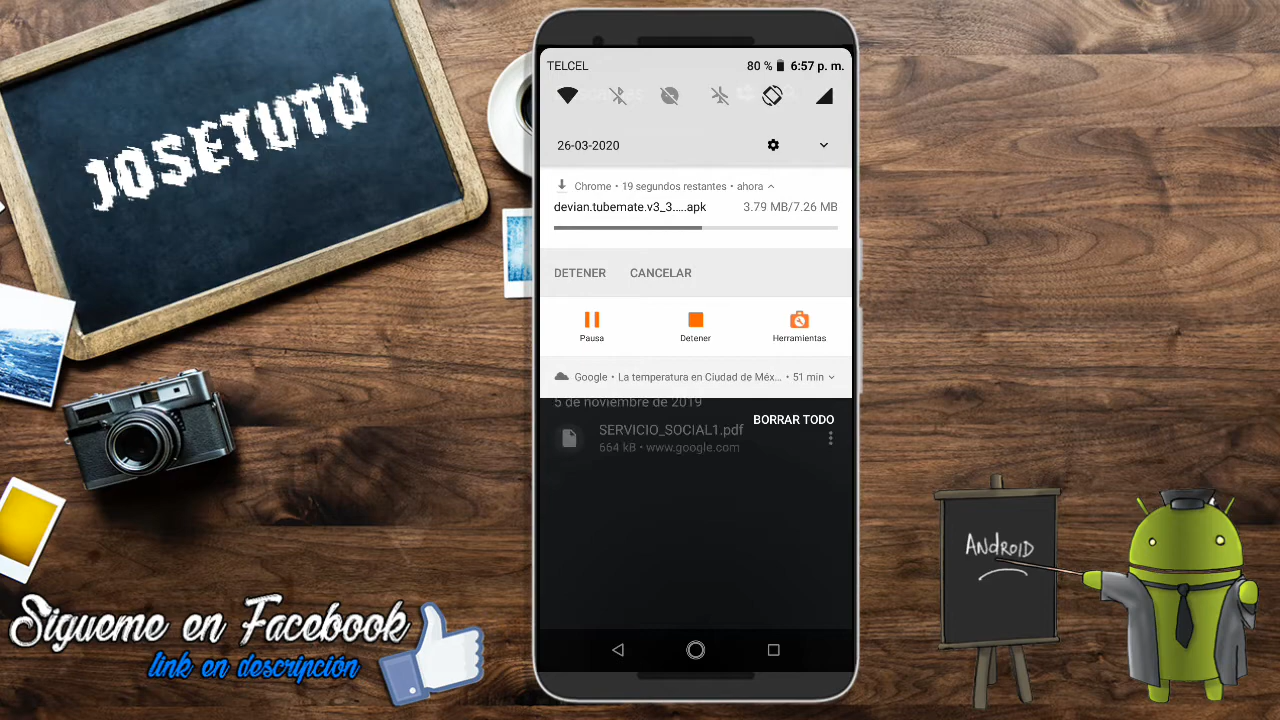 JOSETUTO
TELCEL 80 % 6:57 p. m.
26-03-2020
Chrome • 19 segundos restantes • ahora
devian.tubemate.v3_3.....apk 3.79 MB/7.26 MB
DETENER CANCELAR
Pausa Detener Herramientas
Google • La temperatura en Ciudad de Méx... • 51 min
5 de noviembre de 2019
BORRAR TODO
SERVICIO_SOCIAL1.pdf
664 kB • www.google.com
ANdROID
Sigueme en Facebook
link en descripción